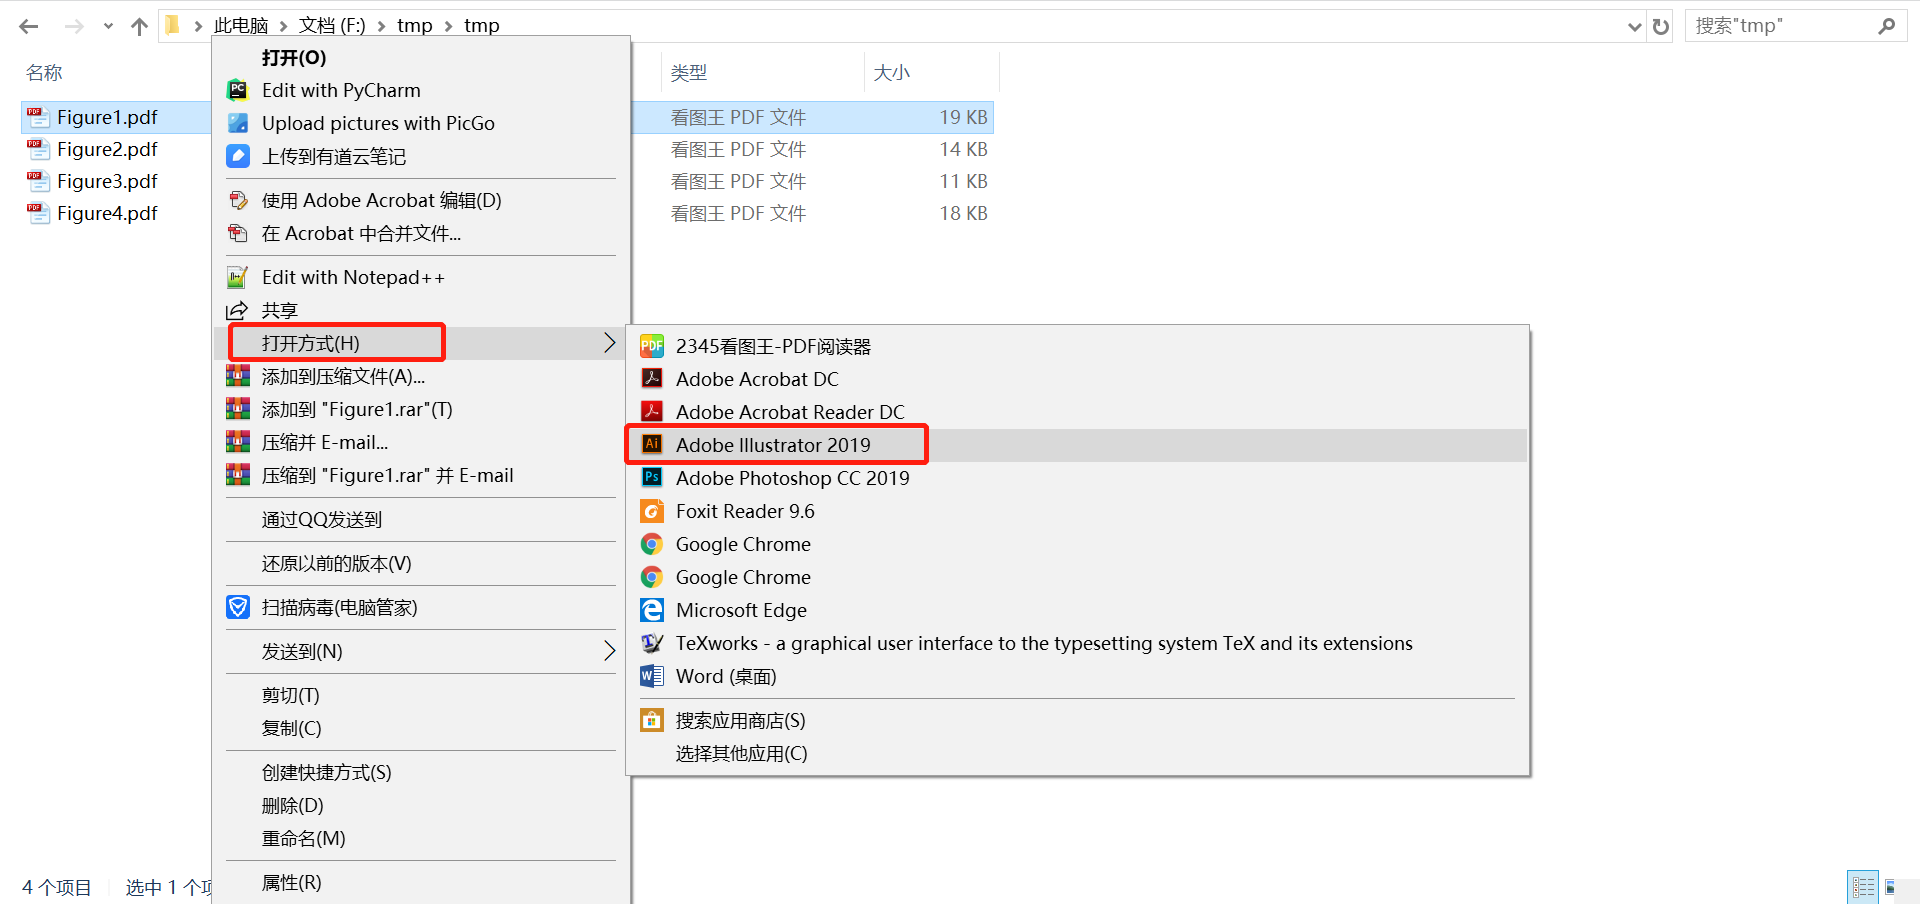 此电脑 > 文档 (F:) > tmp > tmp
搜索"tmp"
名称
类型
大小
Figure1.pdf
看图王 PDF 文件
19 KB
Figure2.pdf
看图王 PDF 文件
14 KB
Figure3.pdf
看图王 PDF 文件
11 KB
Figure4.pdf
看图王 PDF 文件
18 KB
打开(O)
Edit with PyCharm
Upload pictures with PicGo
上传到有道云笔记
使用 Adobe Acrobat 编辑(D)
在 Acrobat 中合并文件...
Edit with Notepad++
共享
打开方式(H)
添加到压缩文件(A)...
添加到 "Figure1.rar"(T)
压缩并 E-mail...
压缩到 "Figure1.rar" 并 E-mail
通过QQ发送到
还原以前的版本(V)
扫描病毒(电脑管家)
发送到(N)
剪切(T)
复制(C)
创建快捷方式(S)
删除(D)
重命名(M)
属性(R)
2345看图王-PDF阅读器
Adobe Acrobat DC
Adobe Acrobat Reader DC
Adobe Illustrator 2019
Adobe Photoshop CC 2019
Foxit Reader 9.6
Google Chrome
Google Chrome
Microsoft Edge
TeXworks - a graphical user interface to the typesetting system TeX and its extensions
Word (桌面)
搜索应用商店(S)
选择其他应用(C)
4 个项目
选中 1 个